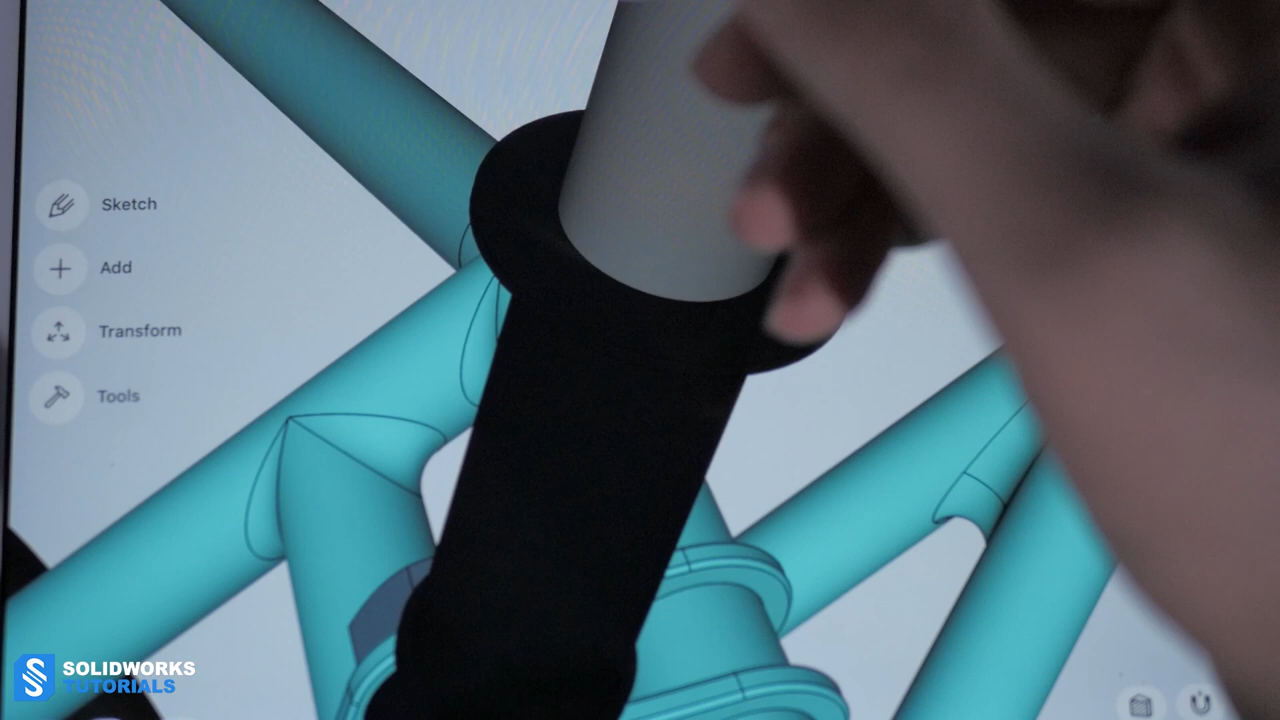 Sketch
Add
Transform
Tools
SOLIDWORKS
TUTORIALS